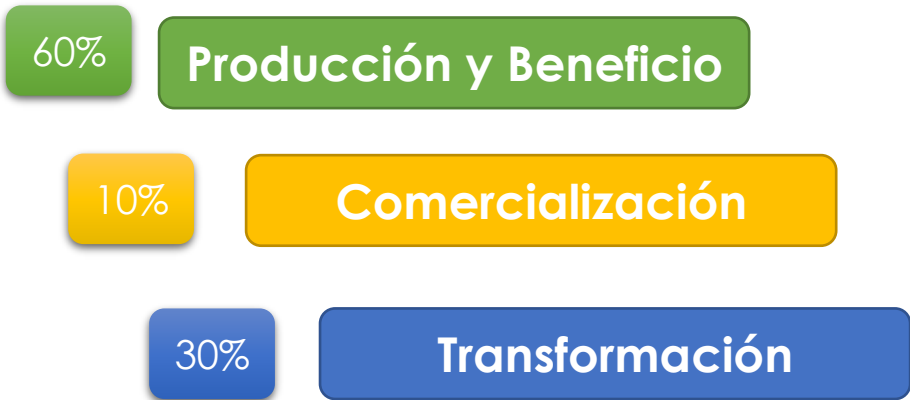 60%
Producción y Beneficio
10%
Comercialización
30%
Transformación